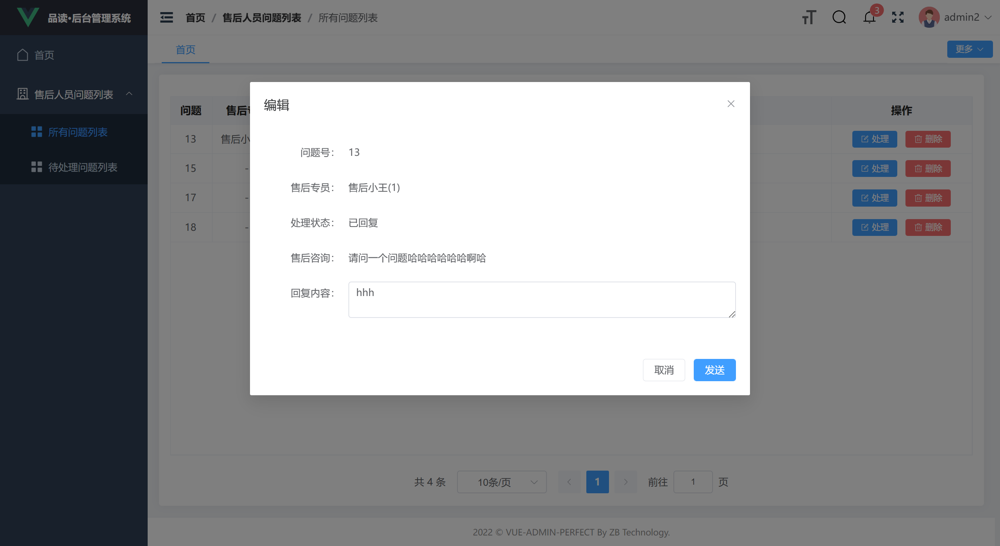 品读•后台管理系统
首页 / 售后人员问题列表 / 所有问题列表
3
admin2
首页
更多
首页
售后人员问题列表
所有问题列表
待处理问题列表
问题 售后 操作
13 售后小 处理 删除
15 - 处理 删除
17 - 处理 删除
18 - 处理 删除
编辑
问题号： 13
售后专员： 售后小王(1)
处理状态： 已回复
售后咨询： 请问一个问题哈哈哈哈哈哈啊哈
回复内容： hhh
取消 发送
共 4 条 10条/页 1 前往 1 页
2022 © VUE-ADMIN-PERFECT By ZB Technology.